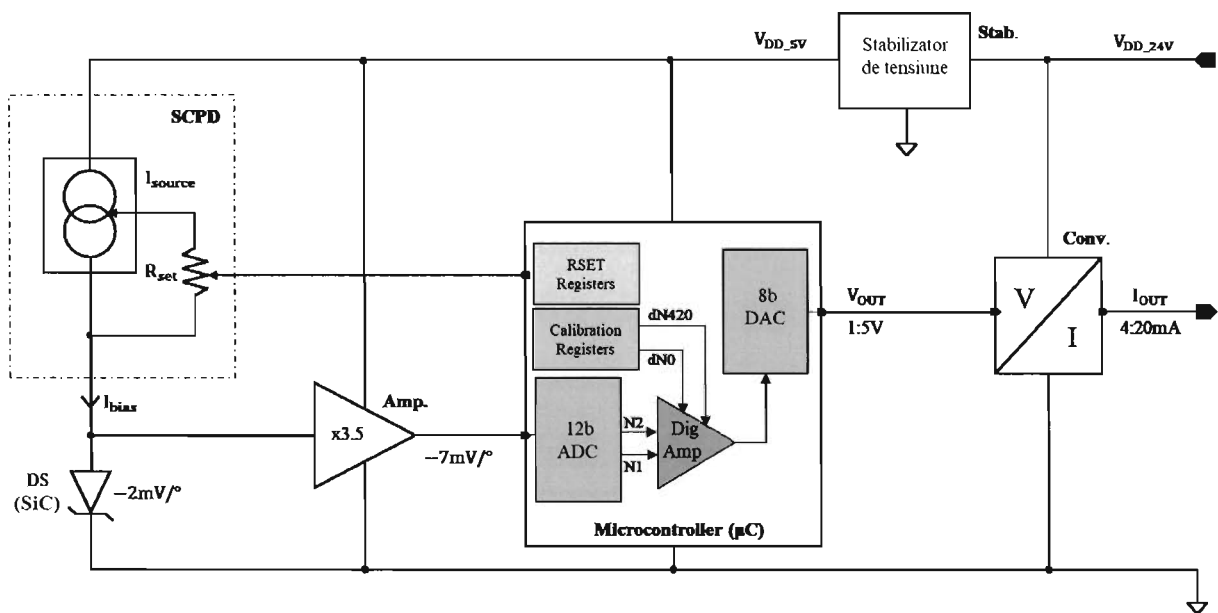 V_DD_5V
Stabilizator
de tensiune
Stab.
V_DD_24V
SCPD
I_source
R_set
I_bias
DS
(SiC)
−2mV/°
Amp.
x3.5
−7mV/°
RSET
Registers
Calibration
Registers
dN420
dN0
12b
ADC
N2
N1
Dig
Amp
8b
DAC
Microcontroller (µC)
V_OUT
1:5V
Conv.
V
I
I_OUT
4:20mA